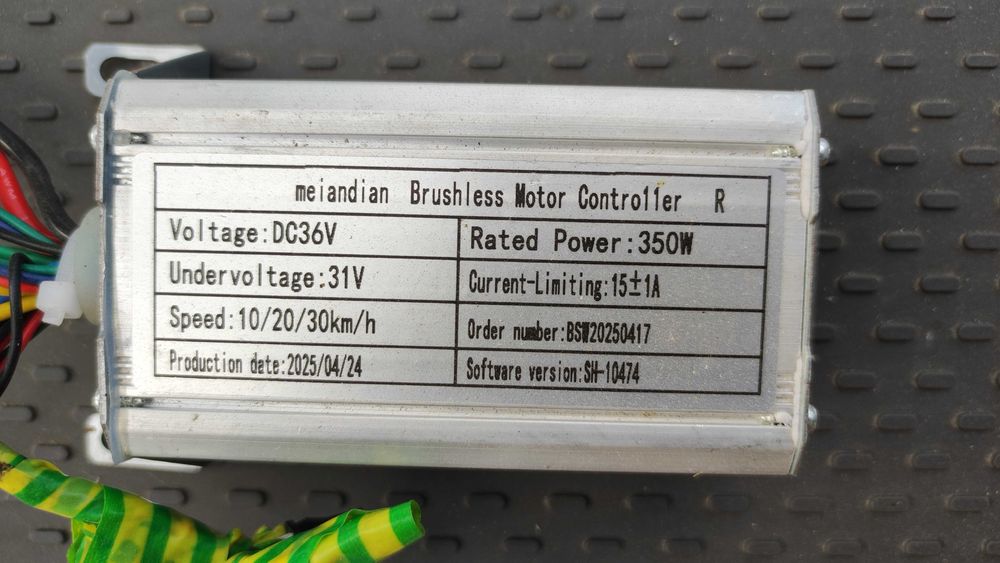 meiandian Brushless Motor Controller R
Voltage:DC36V
Rated Power:350W
Undervoltage:31V
Current-Limiting:15±1A
Speed:10/20/30km/h
Order number:BSW20250417
Production date:2025/04/24
Software version:SH-10474